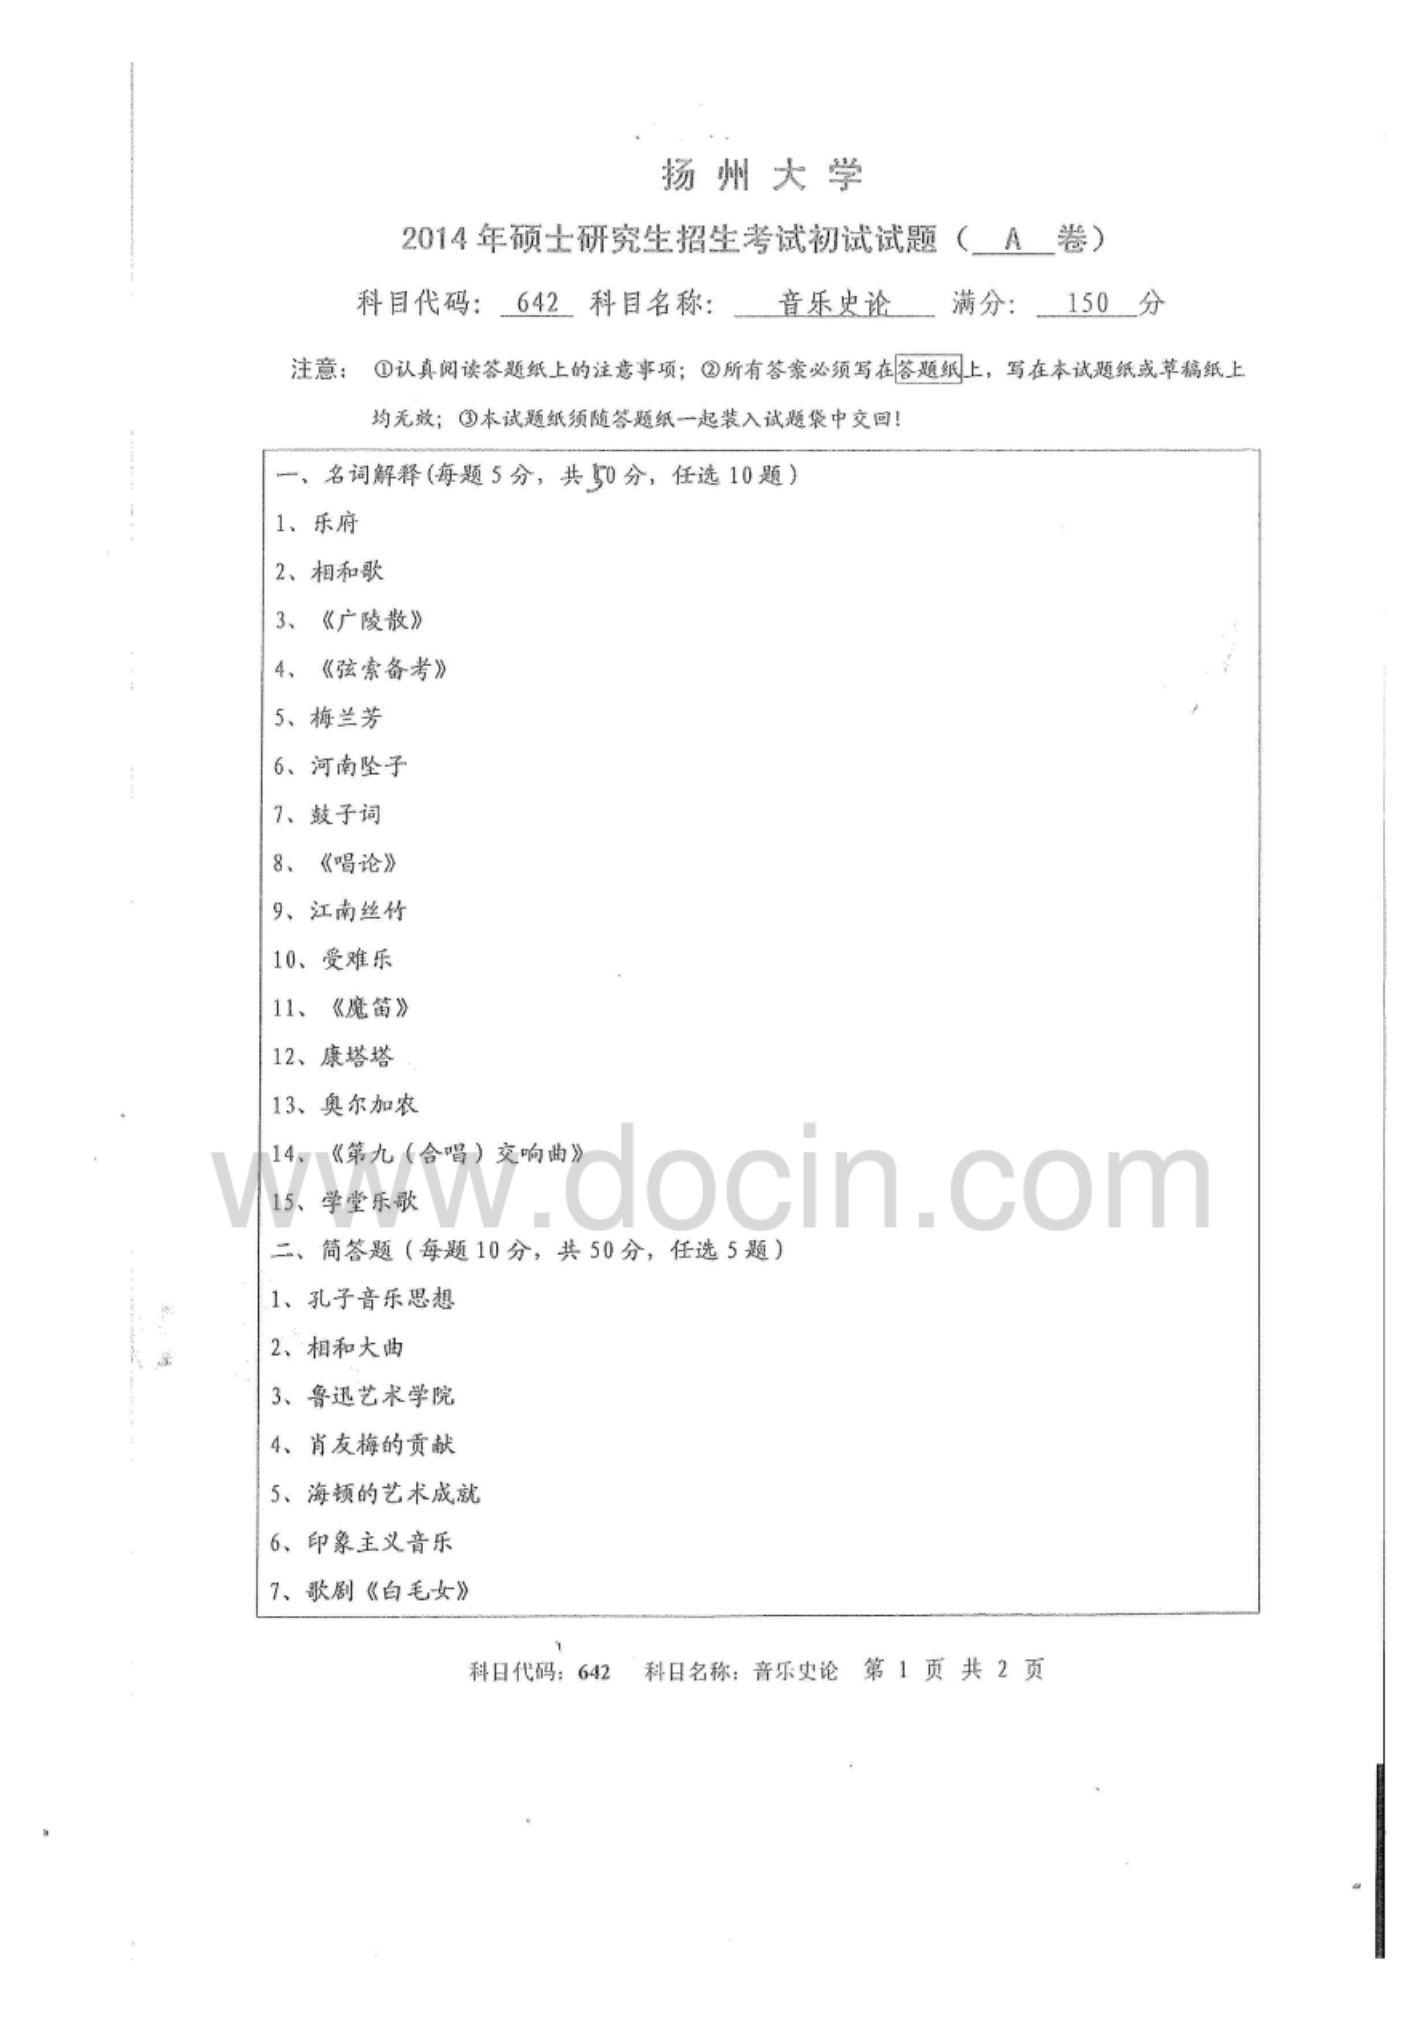 扬州大学
2014年硕士研究生招生考试初试试题（ A 卷）
科目代码： 642 科目名称： 音乐史论 满分： 150 分
注意： ①认真阅读答题纸上的注意事项；②所有答案必须写在答题纸上，写在本试题纸或草稿纸上
均无效；③本试题纸须随答题纸一起装入试题袋中交回！
一、名词解释(每题5分，共50分，任选10题）
1、乐府
2、相和歌
3、《广陵散》
4、《弦索备考》
5、梅兰芳
6、河南坠子
7、鼓子词
8、《唱论》
9、江南丝竹
10、受难乐
11、《魔笛》
12、康塔塔
13、奥尔加农
14、《第九（合唱）交响曲》
15、学堂乐歌
www.docin.com
二、简答题（每题10分，共50分，任选5题）
1、孔子音乐思想
2、相和大曲
3、鲁迅艺术学院
4、肖友梅的贡献
5、海顿的艺术成就
6、印象主义音乐
7、歌剧《白毛女》
科目代码：642 科目名称：音乐史论 第 1 页 共 2 页